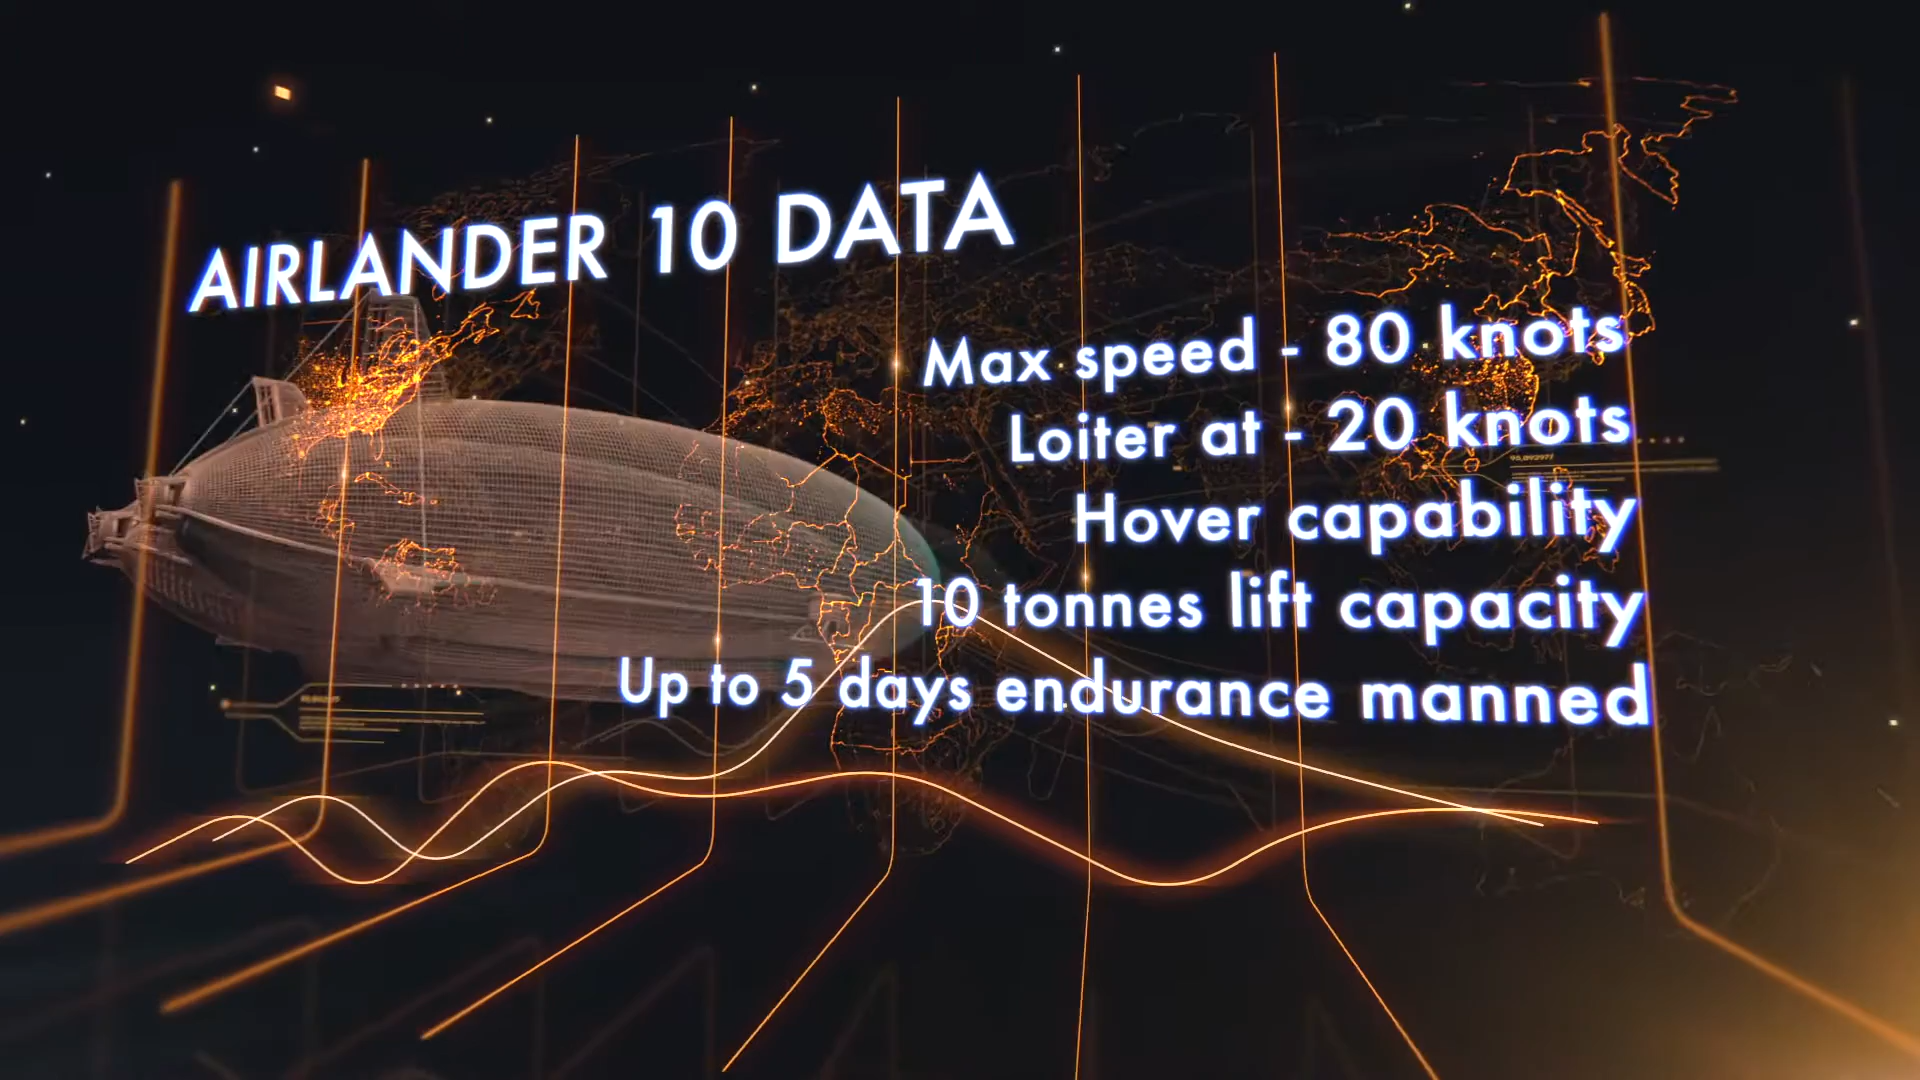 AIRLANDER 10 DATA
Max speed - 80 knots
Loiter at - 20 knots
Hover capability
10 tonnes lift capacity
Up to 5 days endurance manned